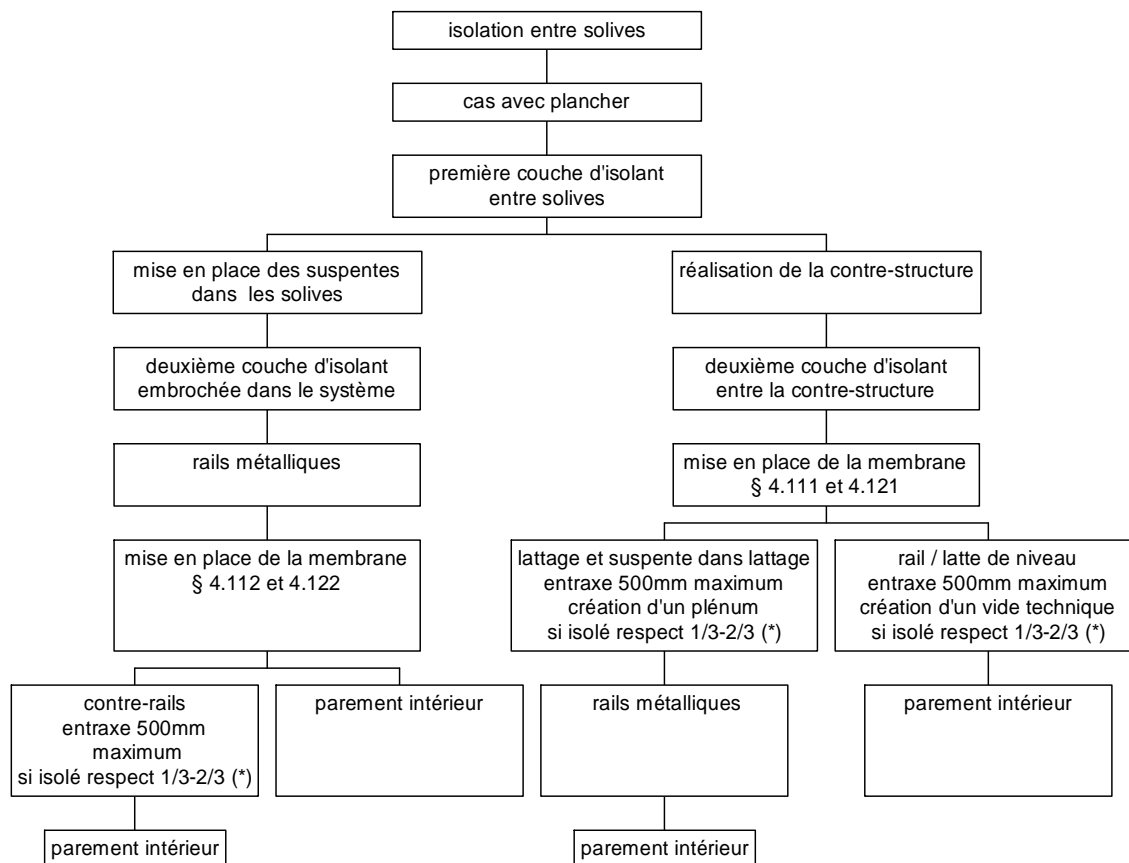 isolation entre solives
cas avec plancher
première couche d'isolant
entre solives
mise en place des suspentes
dans les solives
réalisation de la contre-structure
deuxième couche d'isolant
embrochée dans le système
deuxième couche d'isolant
entre la contre-structure
rails métalliques
mise en place de la membrane
§ 4.111 et 4.121
mise en place de la membrane
§ 4.112 et 4.122
lattage et suspente dans lattage
entraxe 500mm maximum
création d'un plénum
si isolé respect 1/3-2/3 (*)
rail / latte de niveau
entraxe 500mm maximum
création d'un vide technique
si isolé respect 1/3-2/3 (*)
contre-rails
entraxe 500mm
maximum
si isolé respect 1/3-2/3 (*)
parement intérieur
rails métalliques
parement intérieur
parement intérieur
parement intérieur